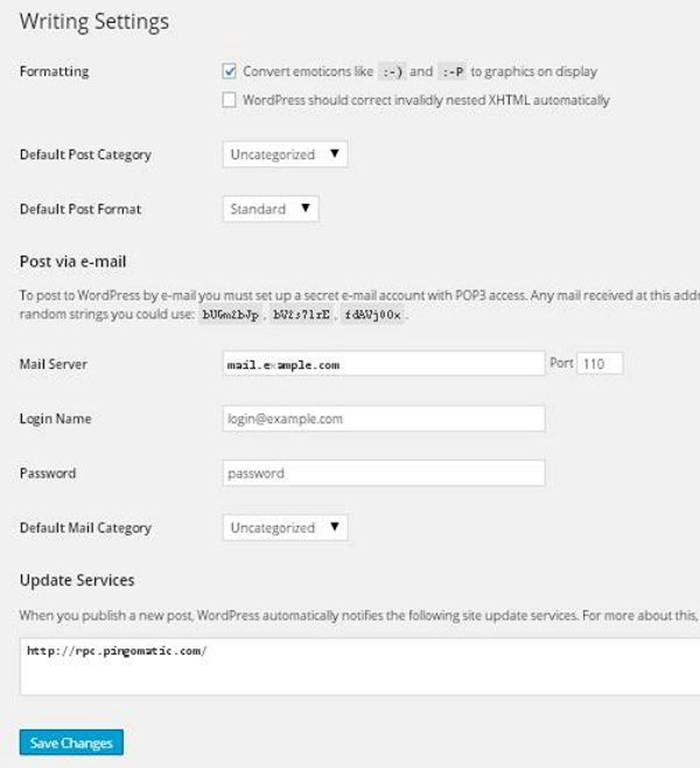 Writing Settings
Formatting
Convert emoticons like :-) and :-P to graphics on display
WordPress should correct invalidly nested XHTML automatically
Default Post Category Uncategorized
Default Post Format Standard
Post via e-mail
To post to WordPress by e-mail you must set up a secret e-mail account with POP3 access. Any mail received at this addr
random strings you could use: , , .
Mail Server mail.example.com Port 110
Login Name login@example.com
Password password
Default Mail Category Uncategorized
Update Services
When you publish a new post, WordPress automatically notifies the following site update services. For more about this,
http://rpc.pingomatic.com/
Save Changes